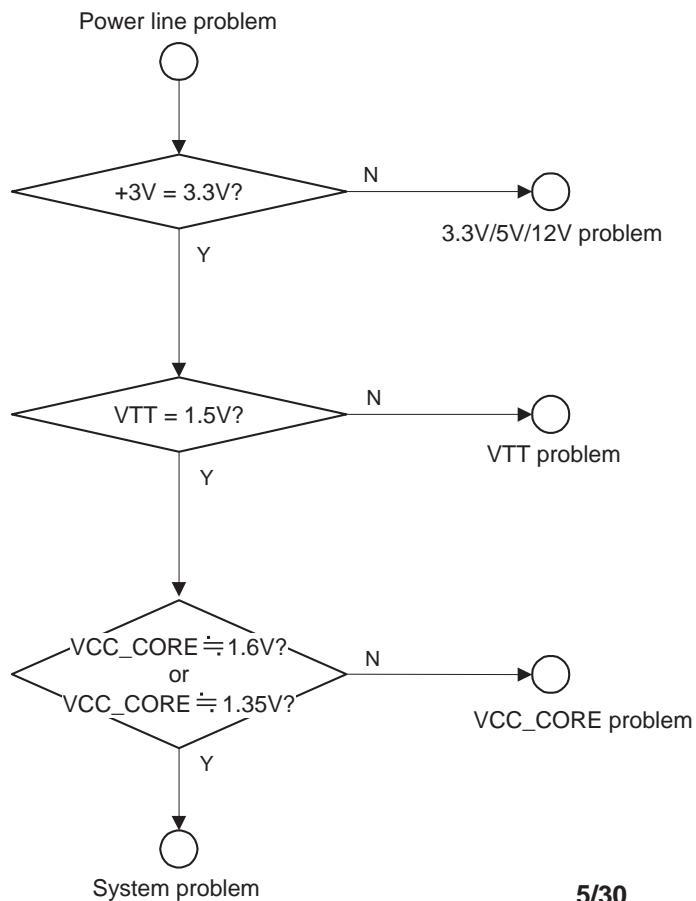 Power line problem
+3V = 3.3V?
N
3.3V/5V/12V problem
Y
VTT = 1.5V?
N
VTT problem
Y
VCC_CORE ≒ 1.6V?
or
VCC_CORE ≒ 1.35V?
N
VCC_CORE problem
Y
System problem
5/30